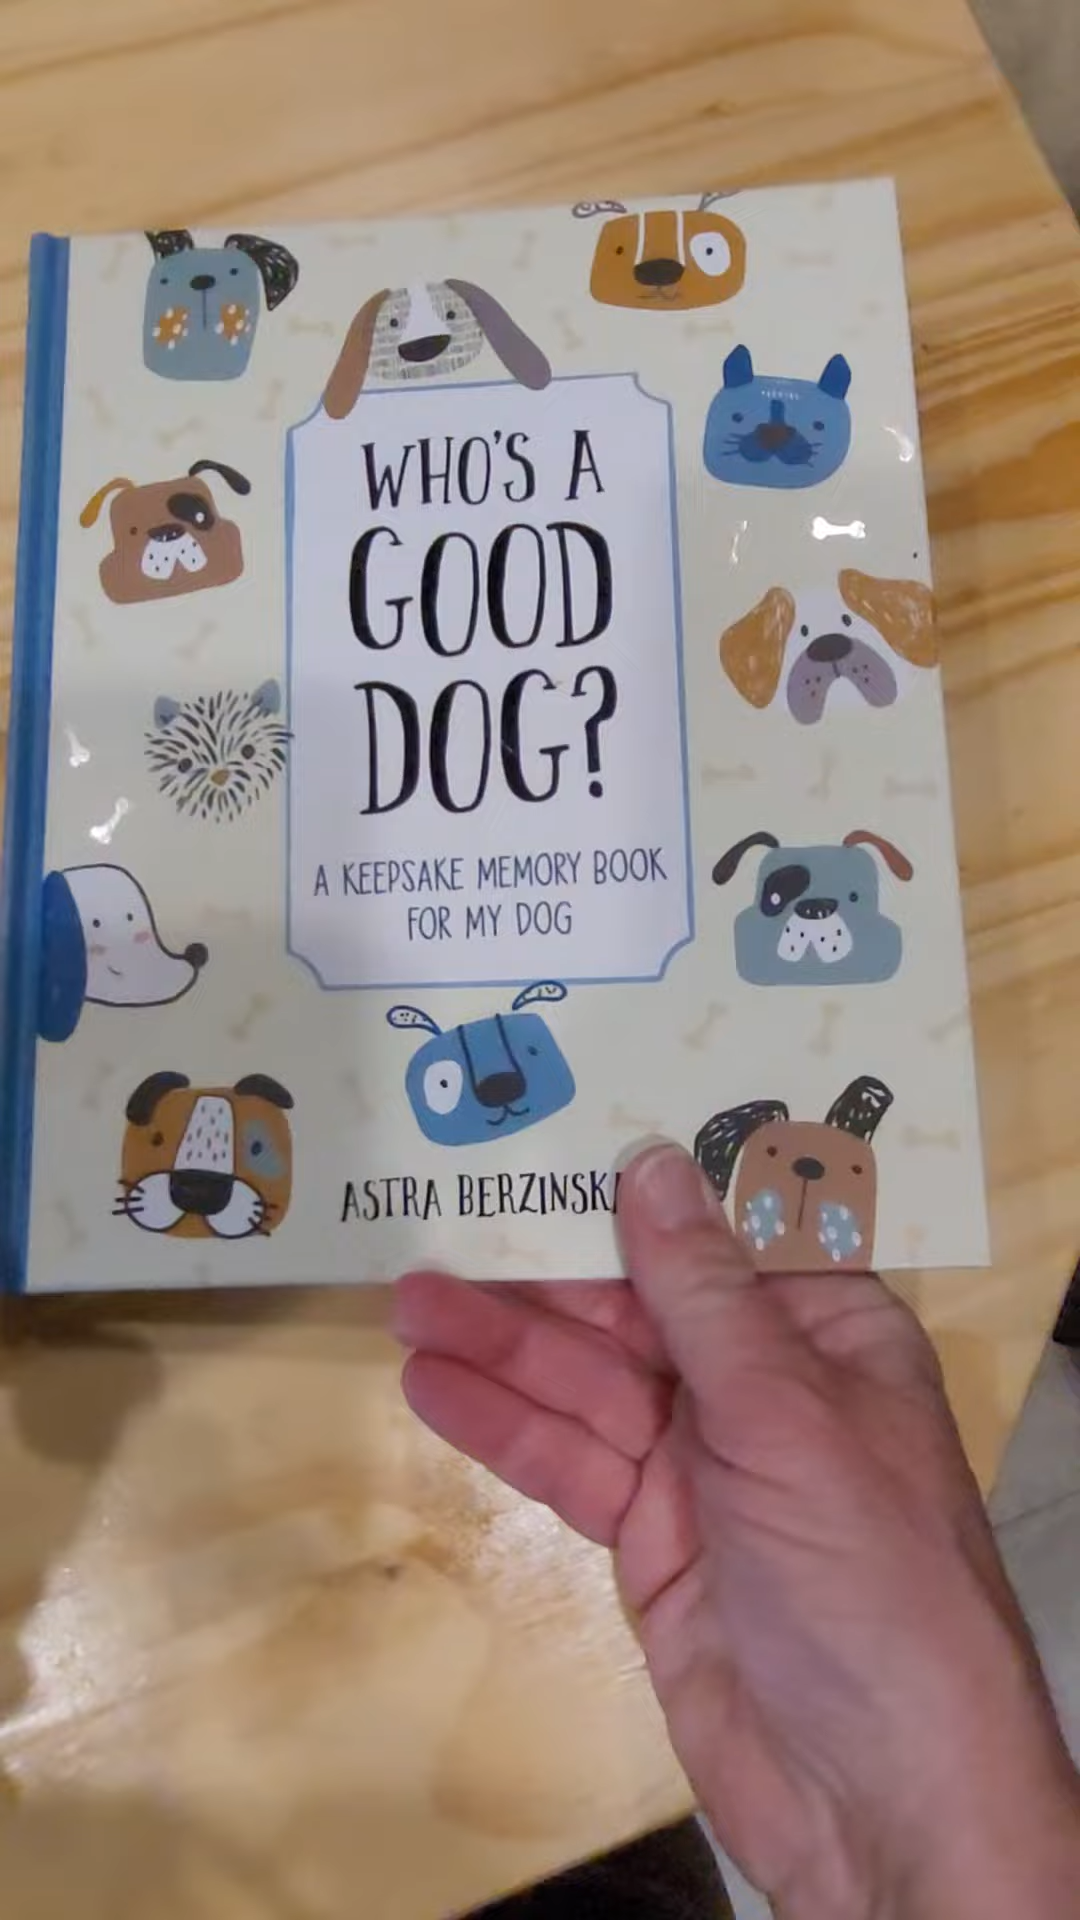 WHO'S A
GOOD
DOG?
A KEEPSAKE MEMORY BOOK
FOR MY DOG
ASTRA